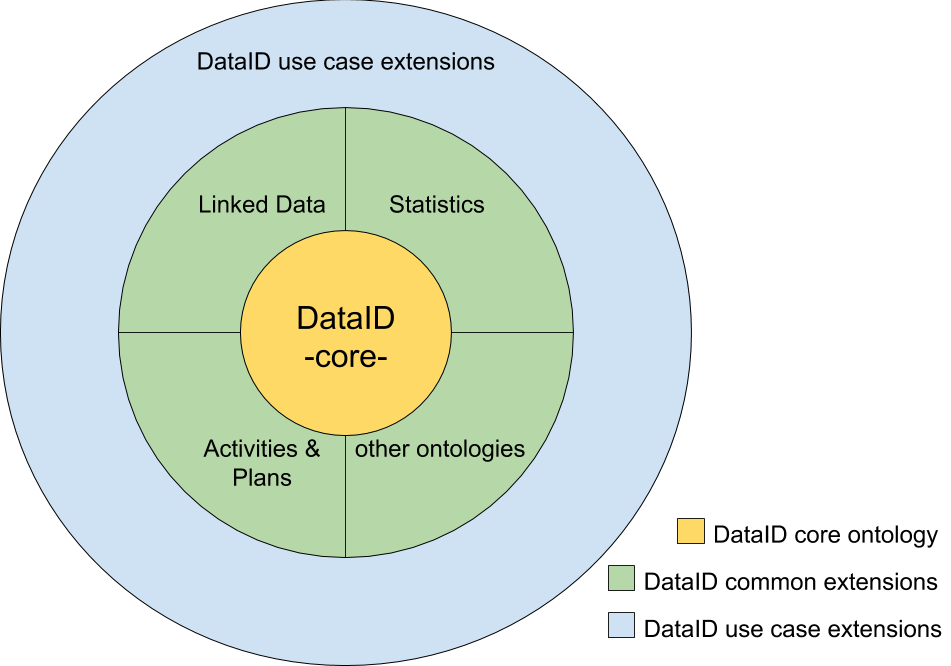 DataID use case extensions
Linked Data
Statistics
DataID
-core-
Activities &
Plans
other ontologies
DataID core ontology
DataID common extensions
DataID use case extensions